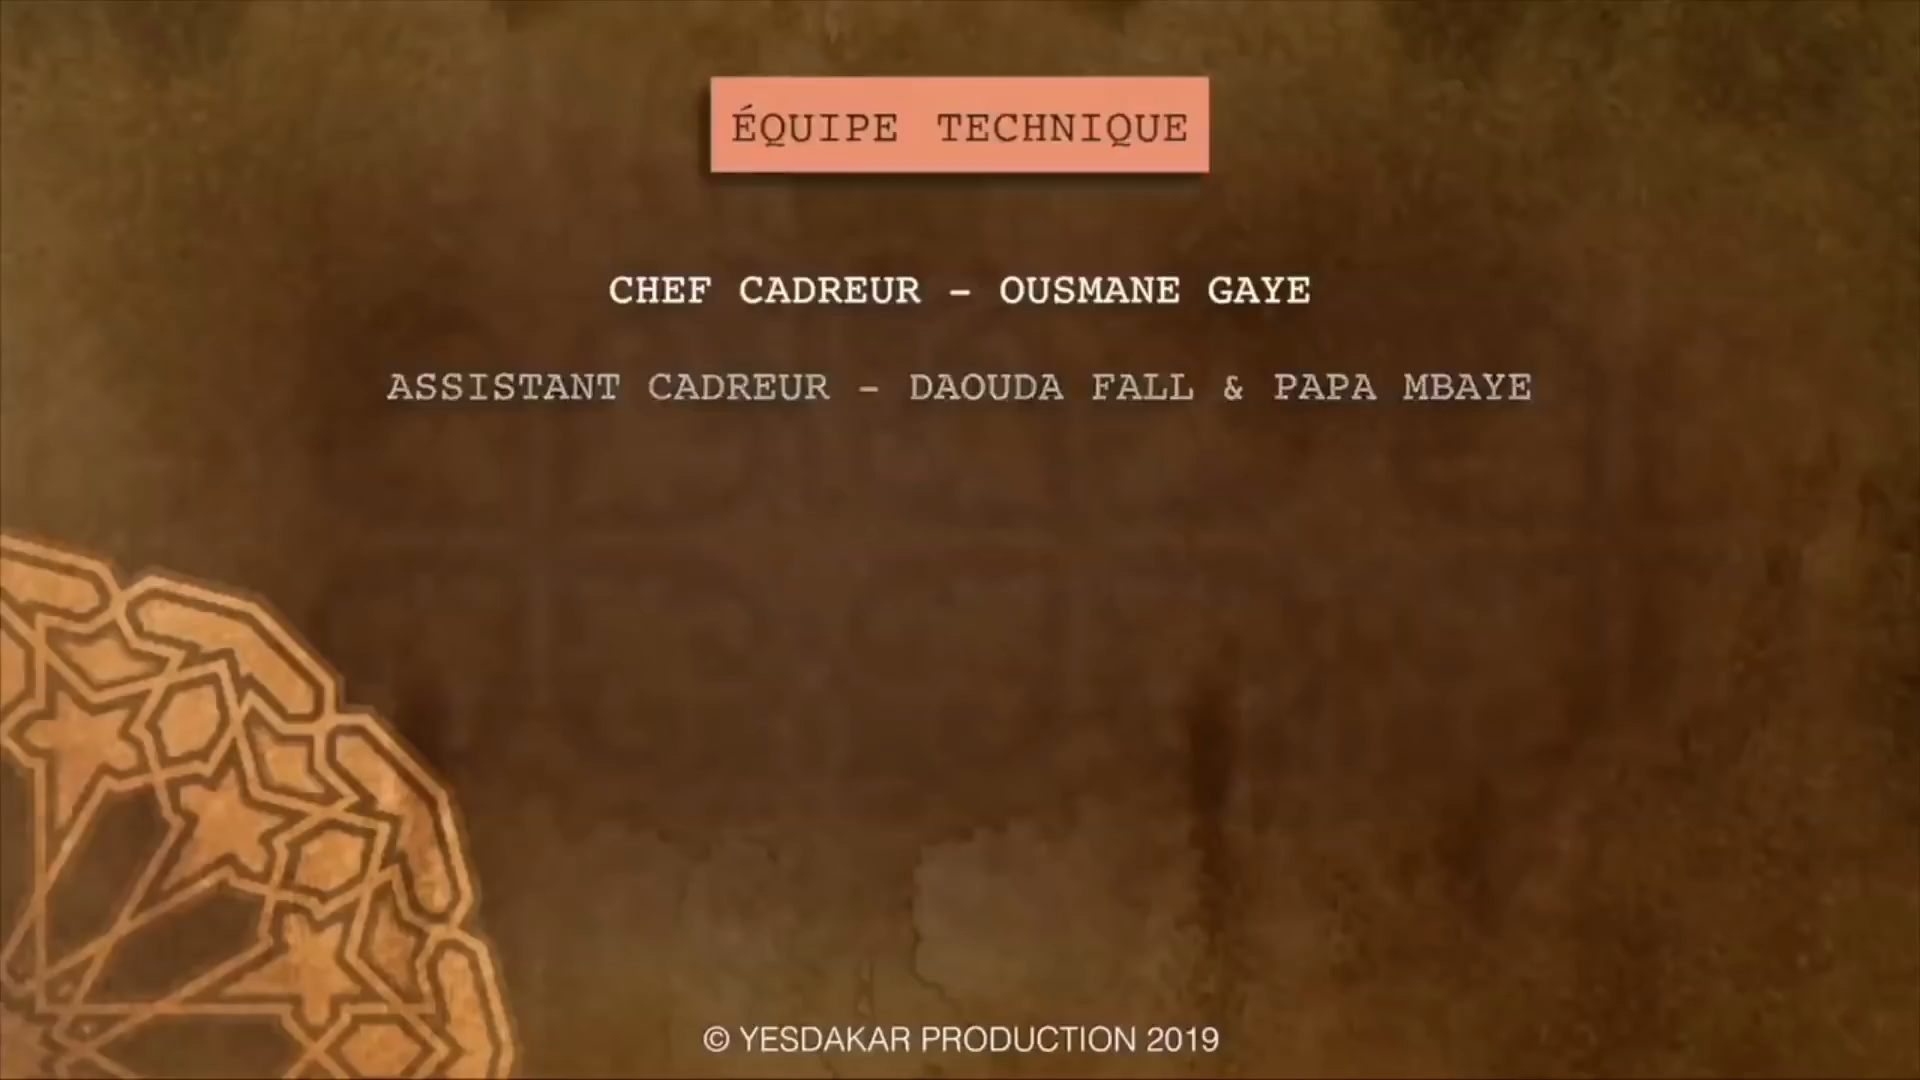 ÉQUIPE TECHNIQUE
CHEF CADREUR – OUSMANE GAYE
ASSISTANT CADREUR – DAOUDA FALL & PAPA MBAYE
© YESDAKAR PRODUCTION 2019